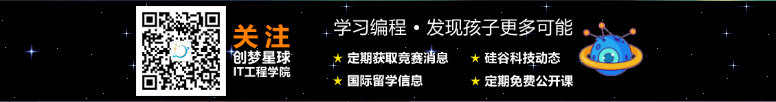 关注
创梦星球
IT工程学院
学习编程 • 发现孩子更多可能
★ 定期获取竞赛消息
★ 硅谷科技动态
★ 国际留学信息
★ 定期免费公开课